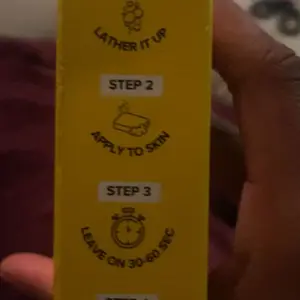 LATHER IT UP
STEP 2
APPLY TO SKIN
STEP 3
LEAVE ON 30-60 SEC